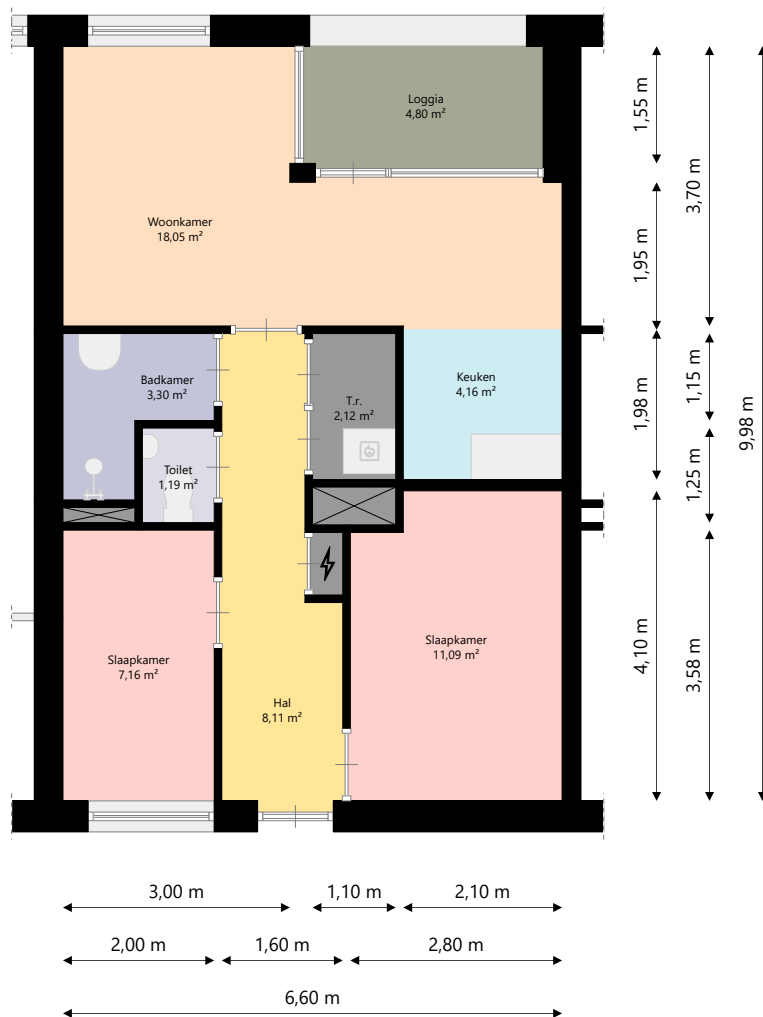 Loggia
4,80 m²
Woonkamer
18,05 m²
Badkamer
3,30 m²
T.r.
2,12 m²
Keuken
4,16 m²
Toilet
1,19 m²
Slaapkamer
7,16 m²
Slaapkamer
11,09 m²
Hal
8,11 m²
1,55 m
3,70 m
1,95 m
1,98 m
1,15 m
9,98 m
1,25 m
4,10 m
3,58 m
3,00 m
1,10 m
2,10 m
2,00 m
1,60 m
2,80 m
6,60 m